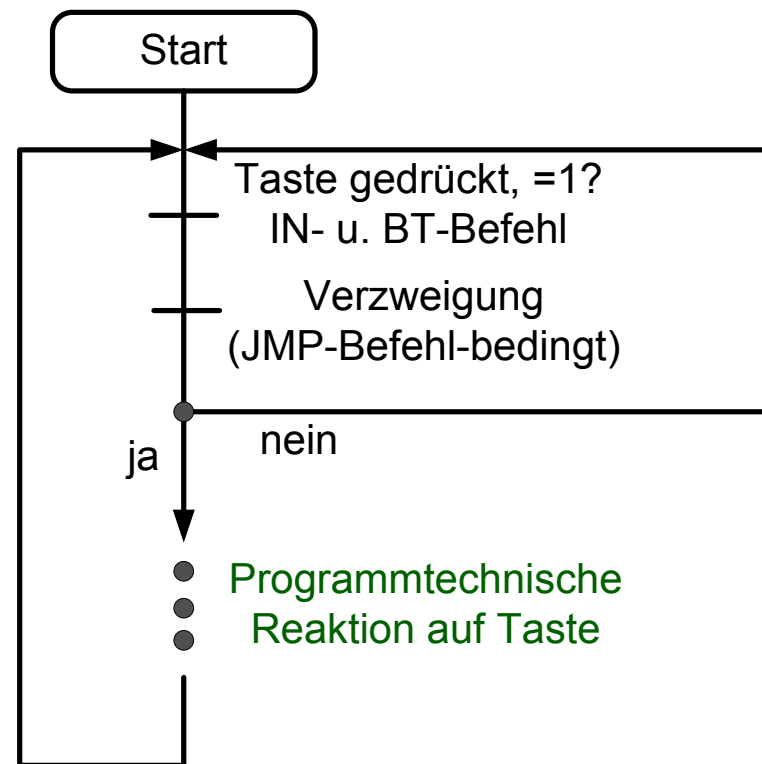 Start
Taste gedrückt, =1?
IN- u. BT-Befehl
Verzweigung
(JMP-Befehl-bedingt)
nein
ja
Programmtechnische
Reaktion auf Taste